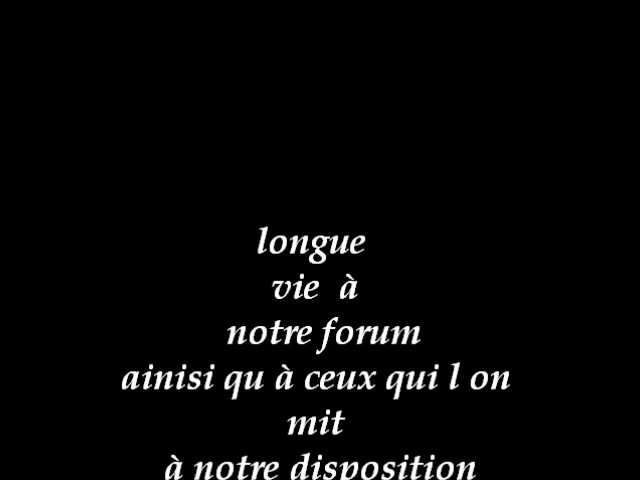 longue
vie à
notre forum
ainisi qu à ceux qui l on
mit
à notre disposition